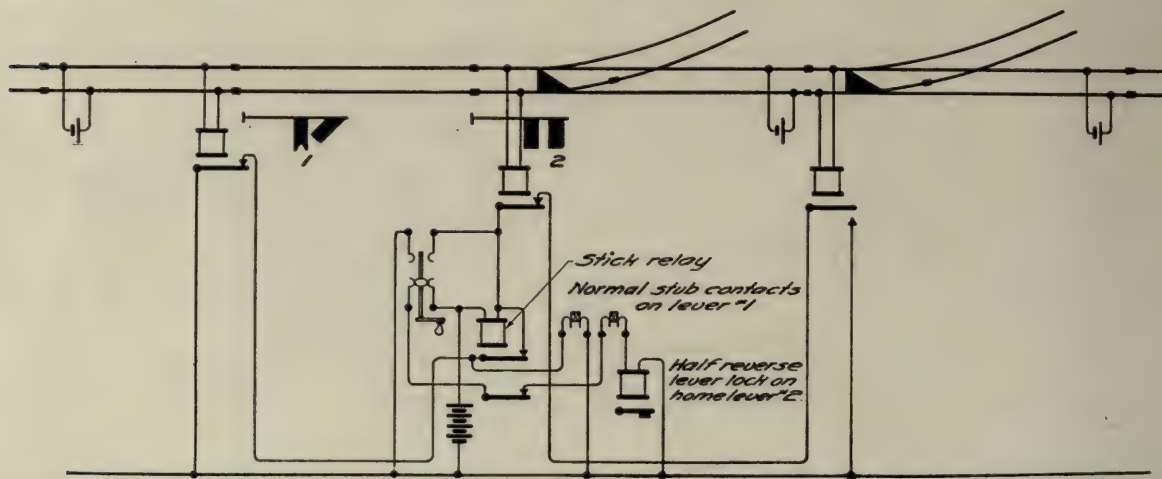 1
2
Stick relay
Normal stub contacts
on lever #1
Half reverse
lever lock on
home lever #2.